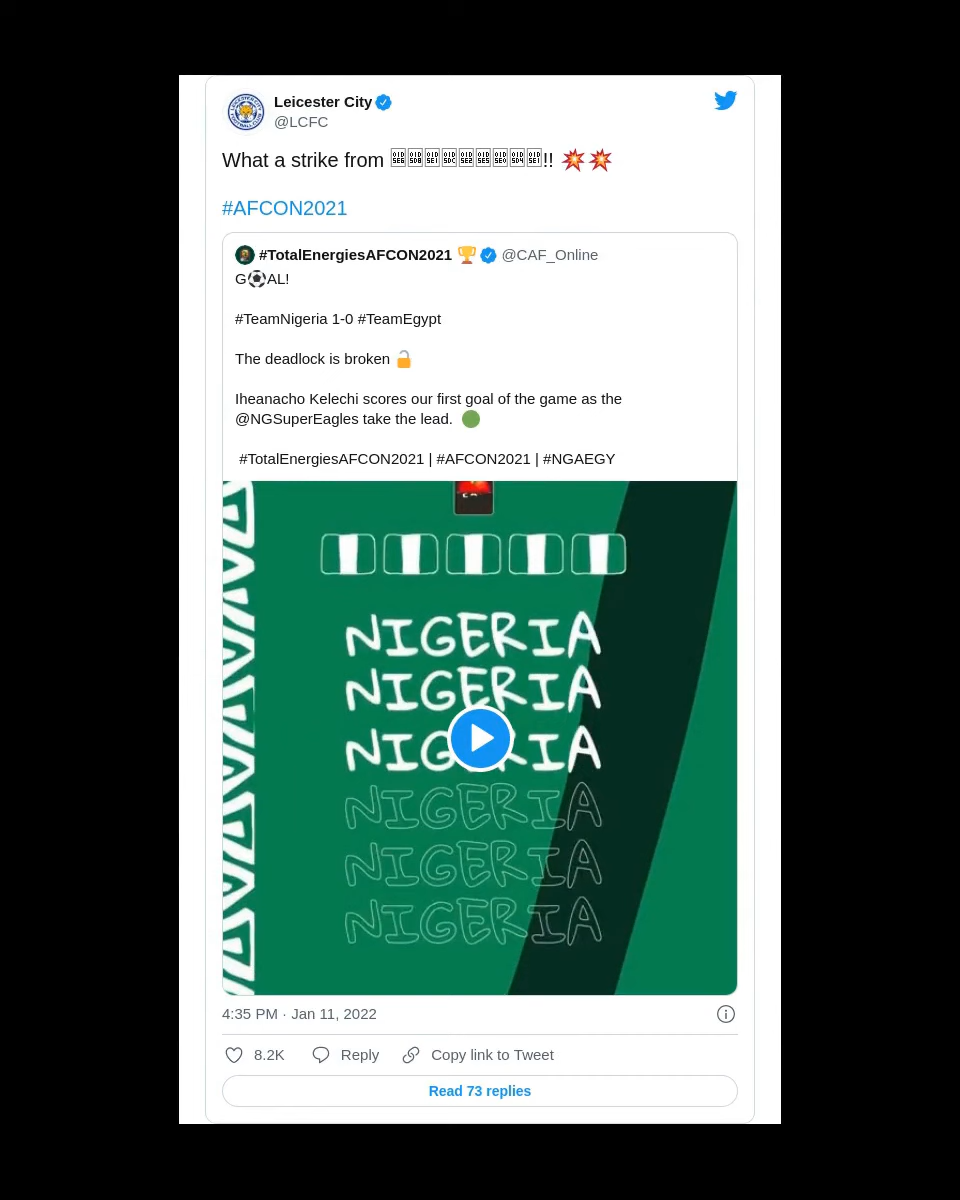 Leicester City
@LCFC
What a strike from !! 💥💥
#AFCON2021
#TotalEnergiesAFCON2021 🏆 @CAF_Online
G⚽AL!
#TeamNigeria 1-0 #TeamEgypt
The deadlock is broken 🔓
Iheanacho Kelechi scores our first goal of the game as the
@NGSuperEagles take the lead. 🟢
#TotalEnergiesAFCON2021 | #AFCON2021 | #NGAEGY
NIGERIA
NIGERIA
NIGERIA
NIGERIA
NIGERIA
NIGERIA
4:35 PM · Jan 11, 2022
8.2K Reply Copy link to Tweet
Read 73 replies